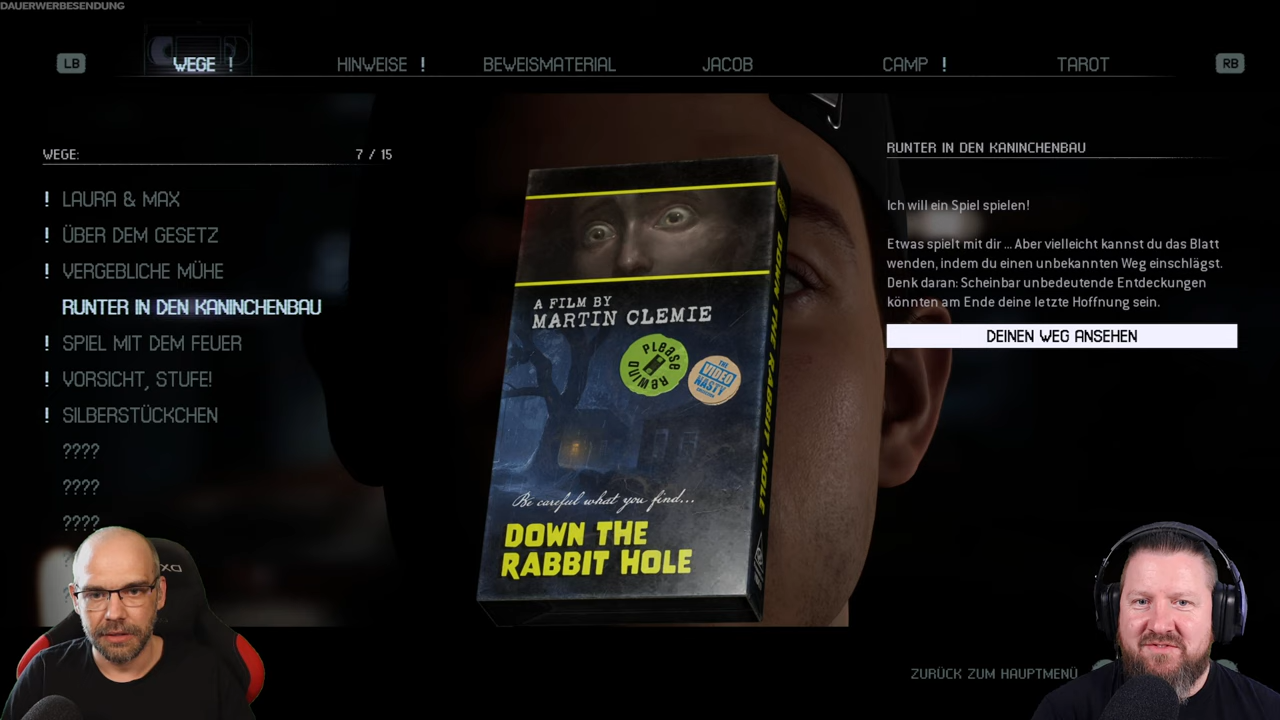 DAUERWERBESENDUNG
LB
WEGE !
HINWEISE !
BEWEISMATERIAL
JACOB
CAMP !
TAROT
RB
WEGE:
7 / 15
! LAURA & MAX
! ÜBER DEM GESETZ
! VERGEBLICHE MÜHE
RUNTER IN DEN KANINCHENBAU
! SPIEL MIT DEM FEUER
! VORSICHT, STUFE!
! SILBERSTÜCKCHEN
????
????
????
A FILM BY
MARTIN CLEMIE
PLEASE
REWIND
THE
VIDEO
NASTY
Be careful what you find...
DOWN THE
RABBIT HOLE
DOWN THE RABBIT HOLE
RUNTER IN DEN KANINCHENBAU
Ich will ein Spiel spielen!
Etwas spielt mit dir ... Aber vielleicht kannst du das Blatt
wenden, indem du einen unbekannten Weg einschlägst.
Denk daran: Scheinbar unbedeutende Entdeckungen
könnten am Ende deine letzte Hoffnung sein.
DEINEN WEG ANSEHEN
ZURÜCK ZUM HAUPTMENÜ